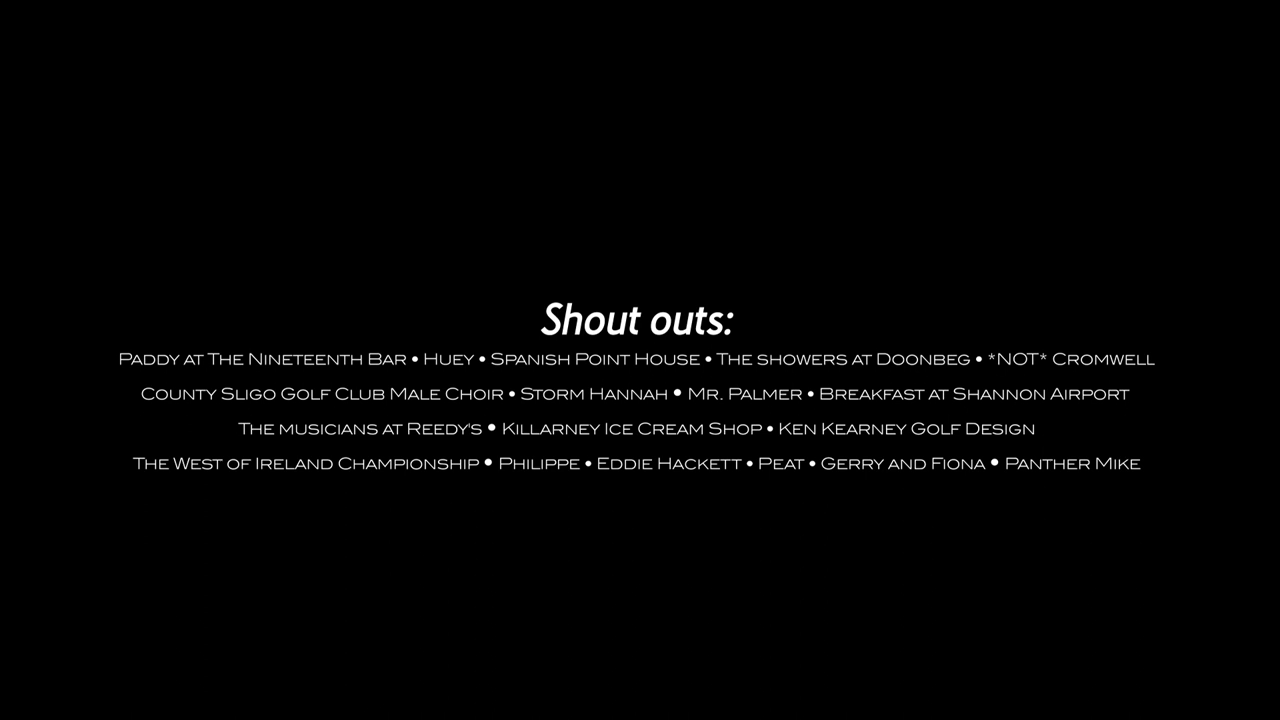 Shout outs:
Paddy at The Nineteenth Bar • Huey • Spanish Point House • The showers at Doonbeg • *NOT* Cromwell
County Sligo Golf Club Male Choir • Storm Hannah • Mr. Palmer • Breakfast at Shannon Airport
The musicians at Reedy's • Killarney Ice Cream Shop • Ken Kearney Golf Design
The West of Ireland Championship • Philippe • Eddie Hackett • Peat • Gerry and Fiona • Panther Mike